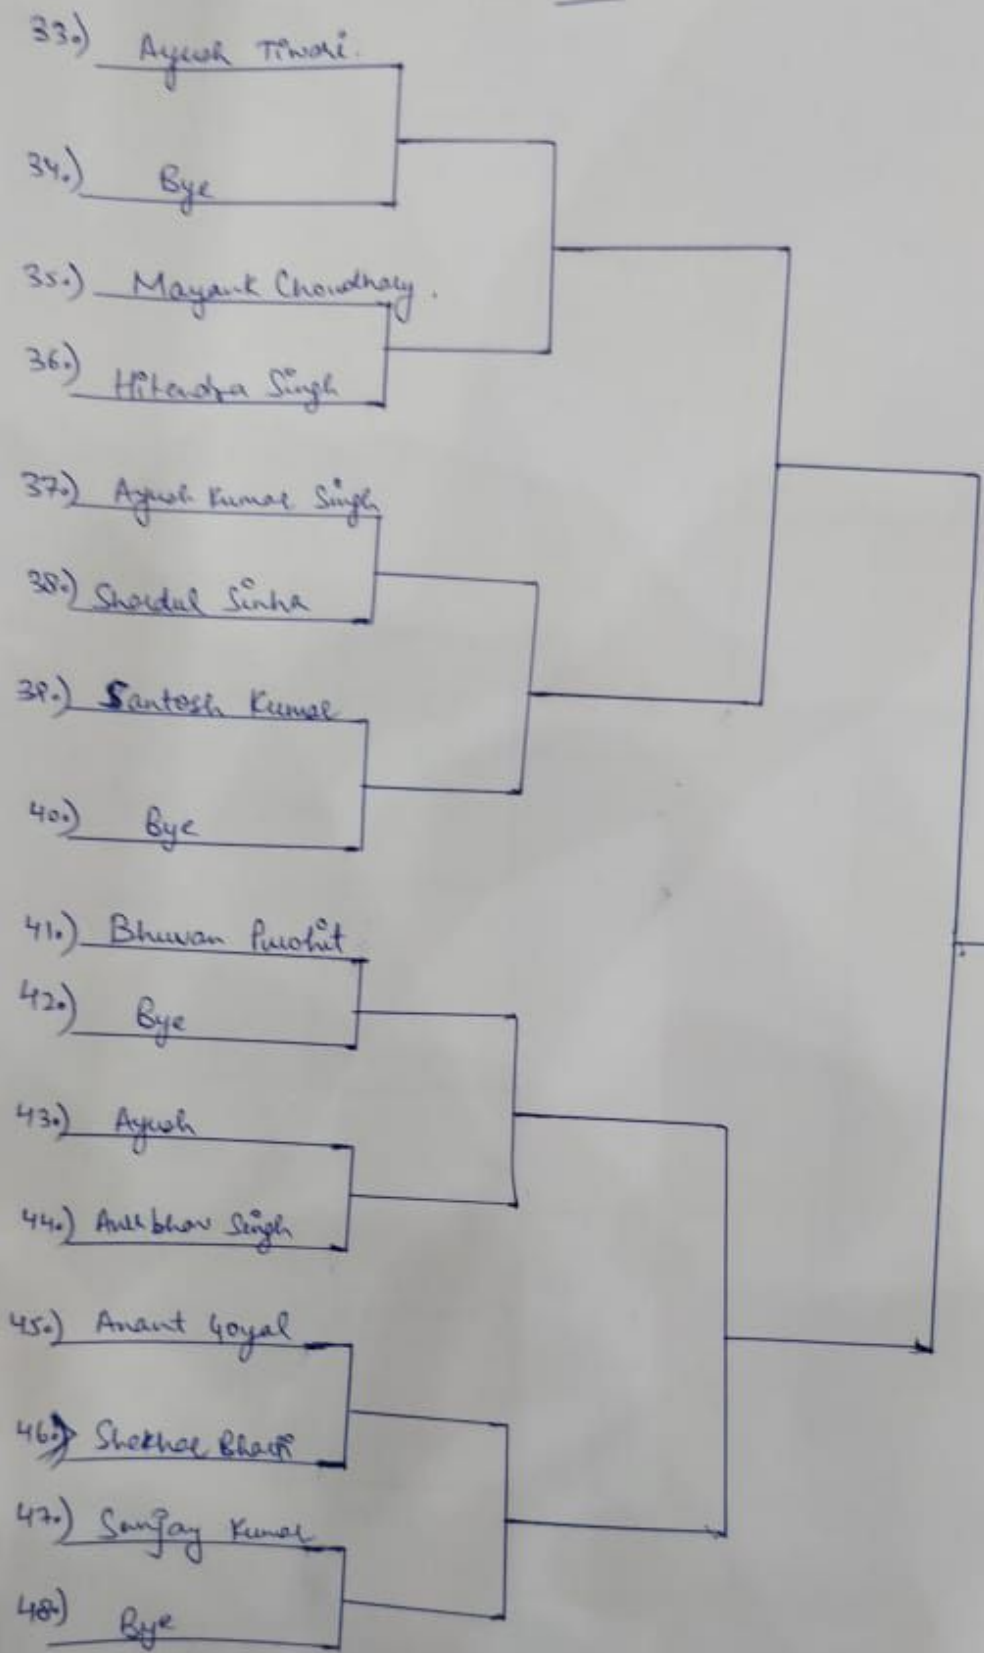 33.) Ayush Tiwari.
34.) Bye
35.) Mayank Choudhary.
36.) Hitendra Singh
37.) Ayush Kumar Singh
38.) Shardul Sinha
39.) Santosh Kumar
40.) Bye
41.) Bhuwan Purohit
42.) Bye
43.) Ayush
44.) Anubhav Singh
45.) Anant Goyal
46.) Shekhar Bharti
47.) Sanjay Kumar
48.) Bye